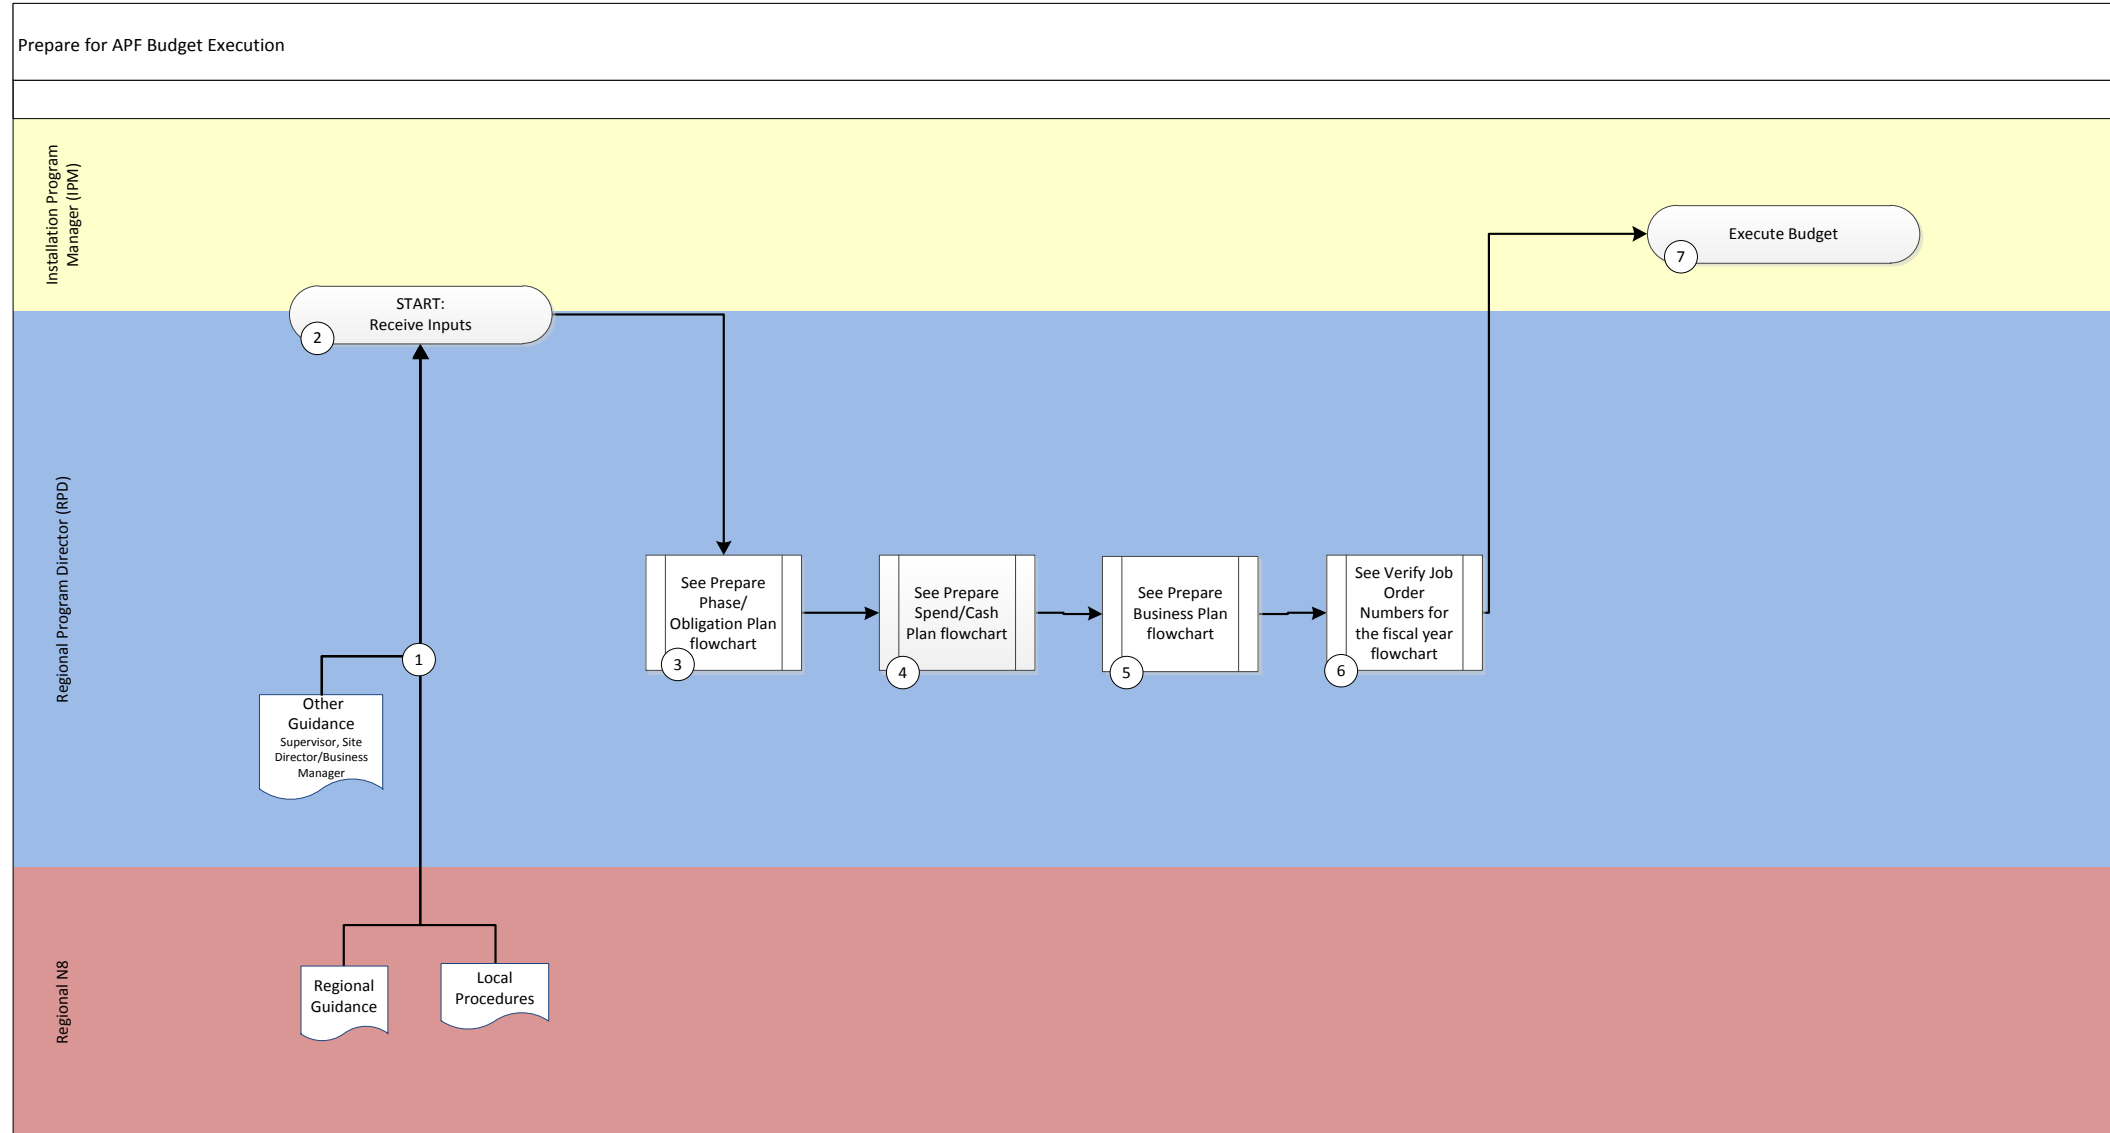 Prepare for APF Budget Execution
Installation Program
Manager (IPM)
Execute Budget
7
START:
Receive Inputs
2
Regional Program Director (RPD)
See Prepare
Phase/
Obligation Plan
flowchart
3
See Prepare
Spend/Cash
Plan flowchart
4
See Prepare
Business Plan
flowchart
5
See Verify Job
Order
Numbers for
the fiscal year
flowchart
6
1
Other
Guidance
Supervisor, Site
Director/Business
Manager
Regional N8
Regional
Guidance
Local
Procedures